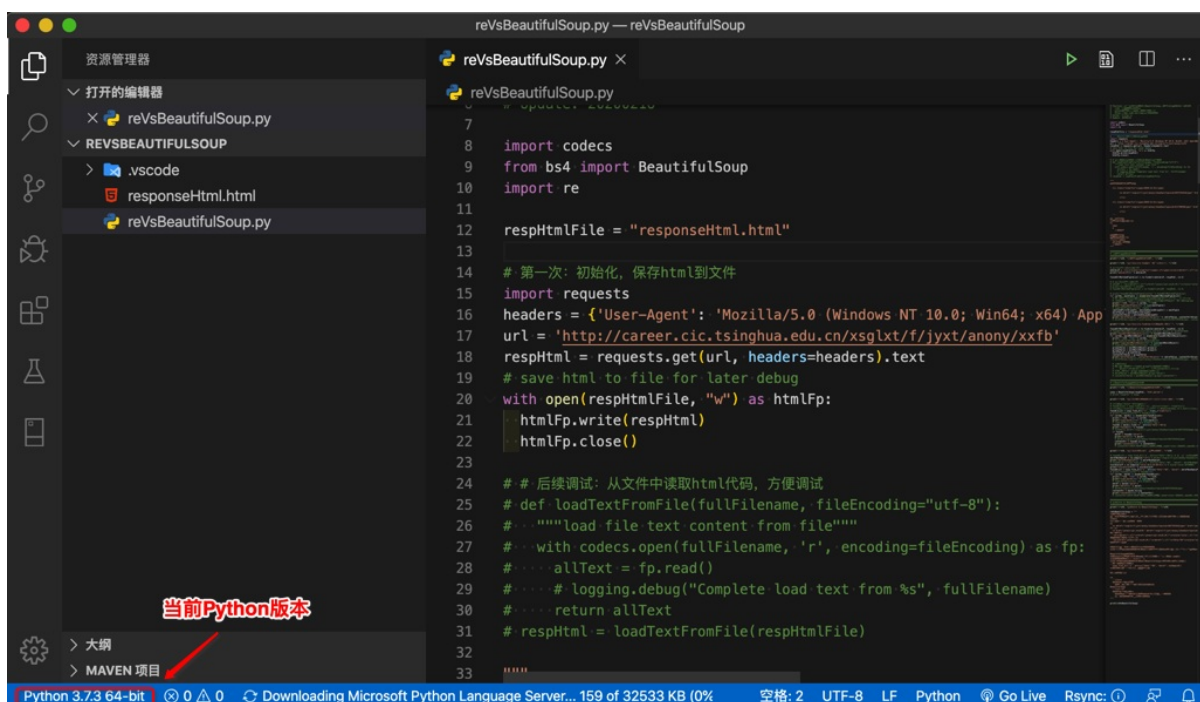 reVsBeautifulSoup.py — reVsBeautifulSoup
资源管理器
打开的编辑器
reVsBeautifulSoup.py
REVSBEAUTIFULSOUP
.vscode
responseHtml.html
reVsBeautifulSoup.py
大纲
MAVEN 项目
当前Python版本
reVsBeautifulSoup.py
reVsBeautifulSoup.py
7
8 import codecs
9 from bs4 import BeautifulSoup
10 import re
11
12 respHtmlFile = "responseHtml.html"
13
14 # 第一次：初始化，保存html到文件
15 import requests
16 headers = {'User-Agent': 'Mozilla/5.0 (Windows NT 10.0; Win64; x64) App
17 url = 'http://career.cic.tsinghua.edu.cn/xsglxt/f/jyxt/anony/xxfb'
18 respHtml = requests.get(url, headers=headers).text
19 # save html to file for later debug
20 with open(respHtmlFile, "w") as htmlFp:
21 htmlFp.write(respHtml)
22 htmlFp.close()
23
24 # # 后续调试：从文件中读取html代码，方便调试
25 # def loadTextFromFile(fullFilename, fileEncoding="utf-8"):
26 # """load file text content from file"""
27 # with codecs.open(fullFilename, 'r', encoding=fileEncoding) as fp:
28 # allText = fp.read()
29 # # logging.debug("Complete load text from %s", fullFilename)
30 # return allText
31 # respHtml = loadTextFromFile(respHtmlFile)
32
33 """
Python 3.7.3 64-bit 0 0 Downloading Microsoft Python Language Server... 159 of 32533 KB (0% 空格: 2 UTF-8 LF Python Go Live Rsync: